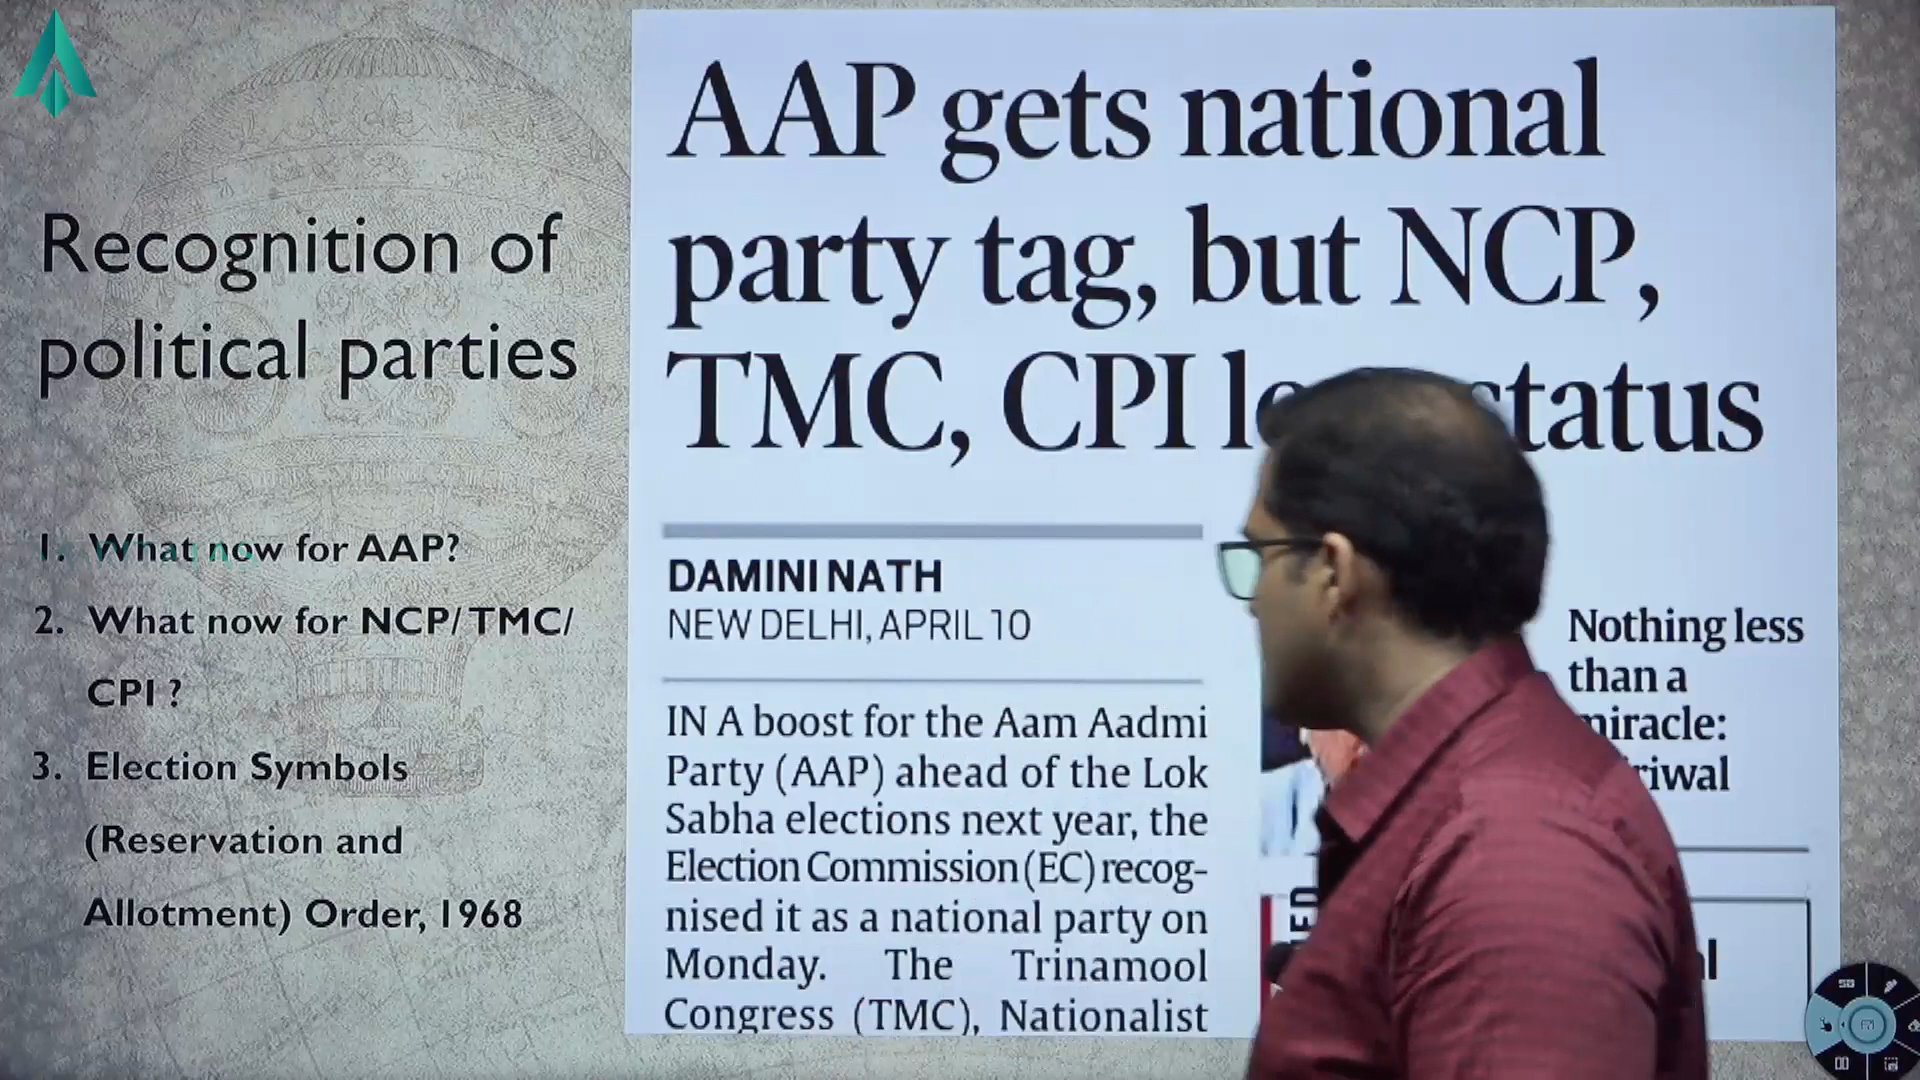 Recognition of
political parties
1. What now for AAP?
2. What now for NCP/TMC/
CPI ?
3. Election Symbols
(Reservation and
Allotment) Order, 1968
AAP gets national
party tag, but NCP,
TMC, CPI status
DAMINI NATH
NEW DELHI, APRIL 10
IN A boost for the Aam Aadmi
Party (AAP) ahead of the Lok
Sabha elections next year, the
Election Commission (EC) recog-
nised it as a national party on
Monday. The Trinamool
Congress (TMC), Nationalist
Nothing less
than a
miracle: